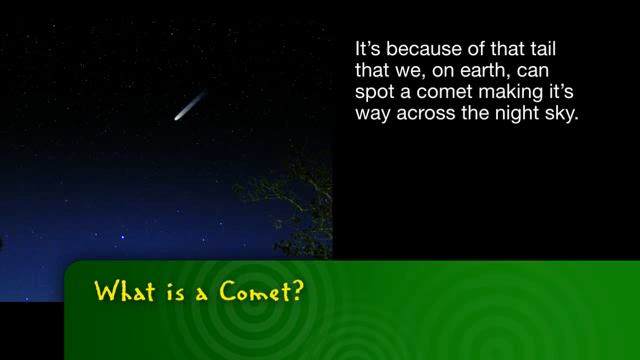 It's because of that tail
that we, on earth, can
spot a comet making it's
way across the night sky.
What is a Comet?